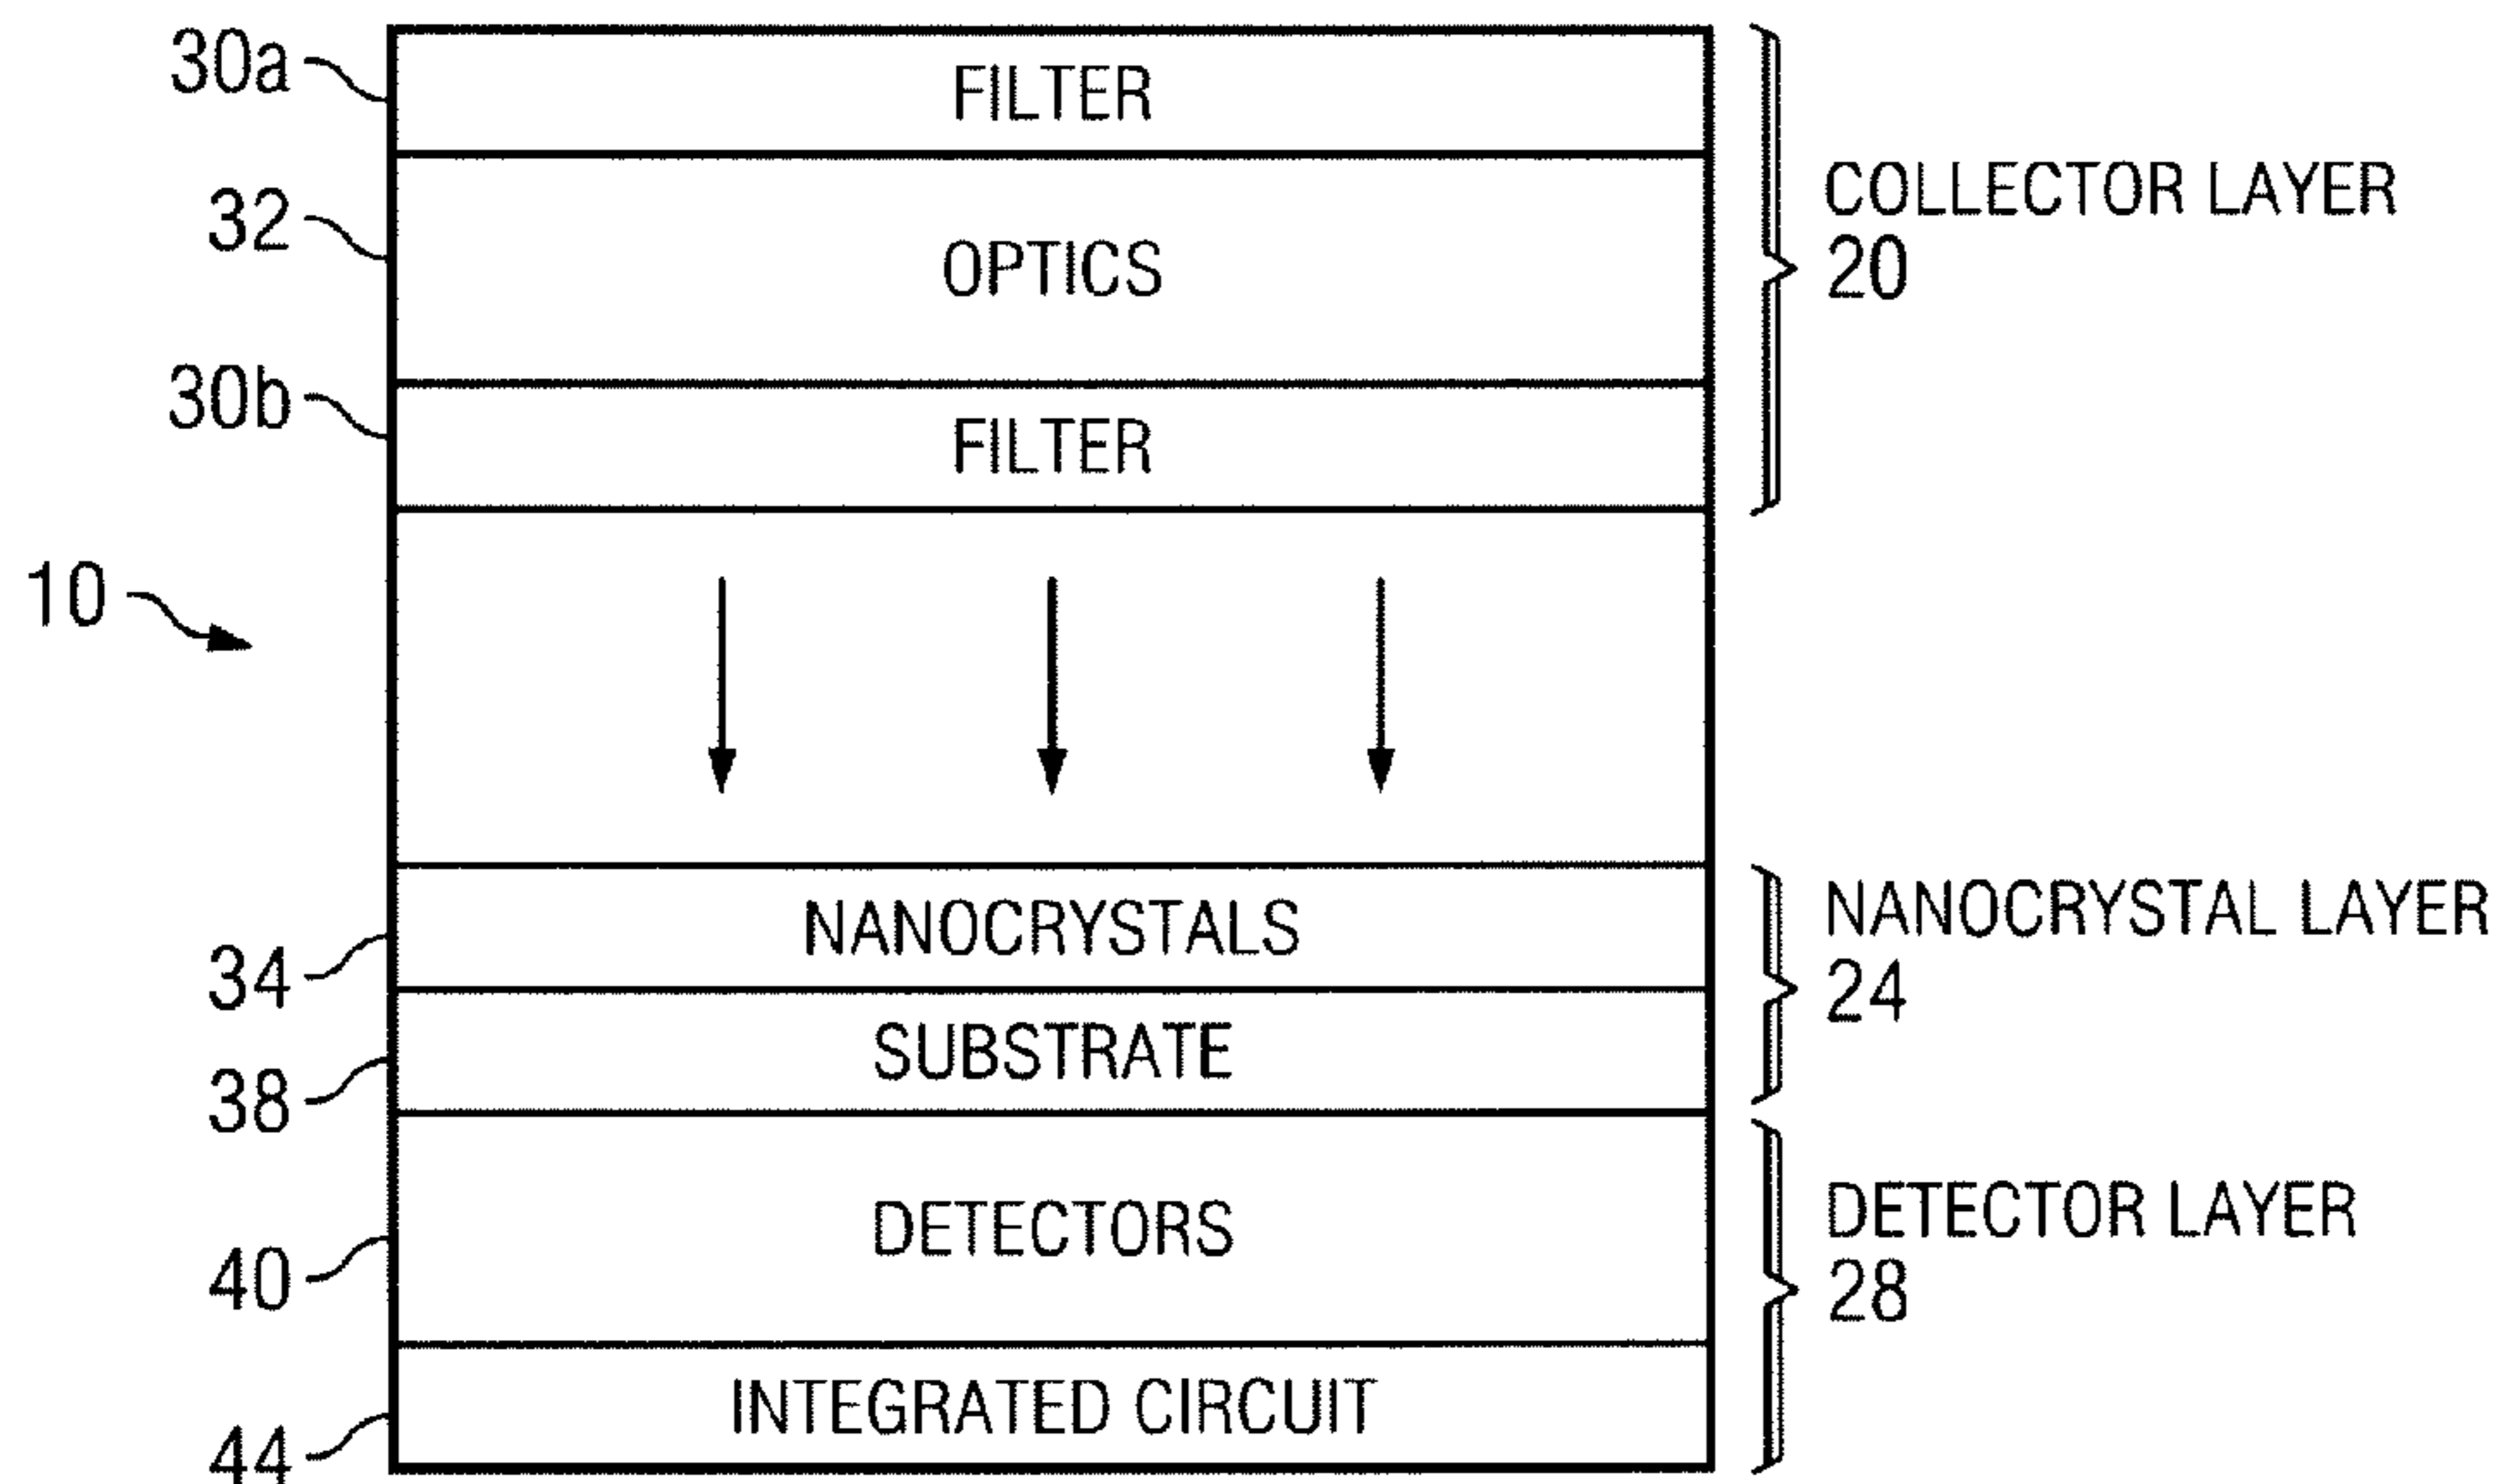 30a
FILTER
32
OPTICS
COLLECTOR LAYER
20
30b
FILTER
10
34
NANOCRYSTALS
NANOCRYSTAL LAYER
24
38
SUBSTRATE
40
DETECTORS
DETECTOR LAYER
28
44
INTEGRATED CIRCUIT